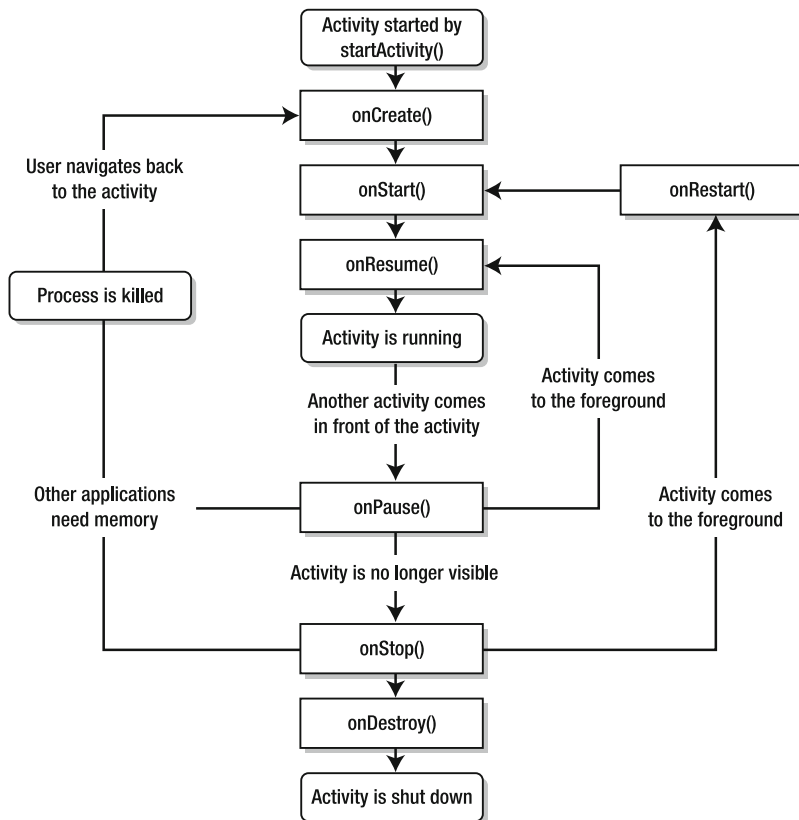 Activity started by
startActivity()
onCreate()
User navigates back
to the activity
onStart()
onRestart()
onResume()
Process is killed
Activity is running
Activity comes
to the foreground
Another activity comes
in front of the activity
Other applications
need memory
onPause()
Activity comes
to the foreground
Activity is no longer visible
onStop()
onDestroy()
Activity is shut down